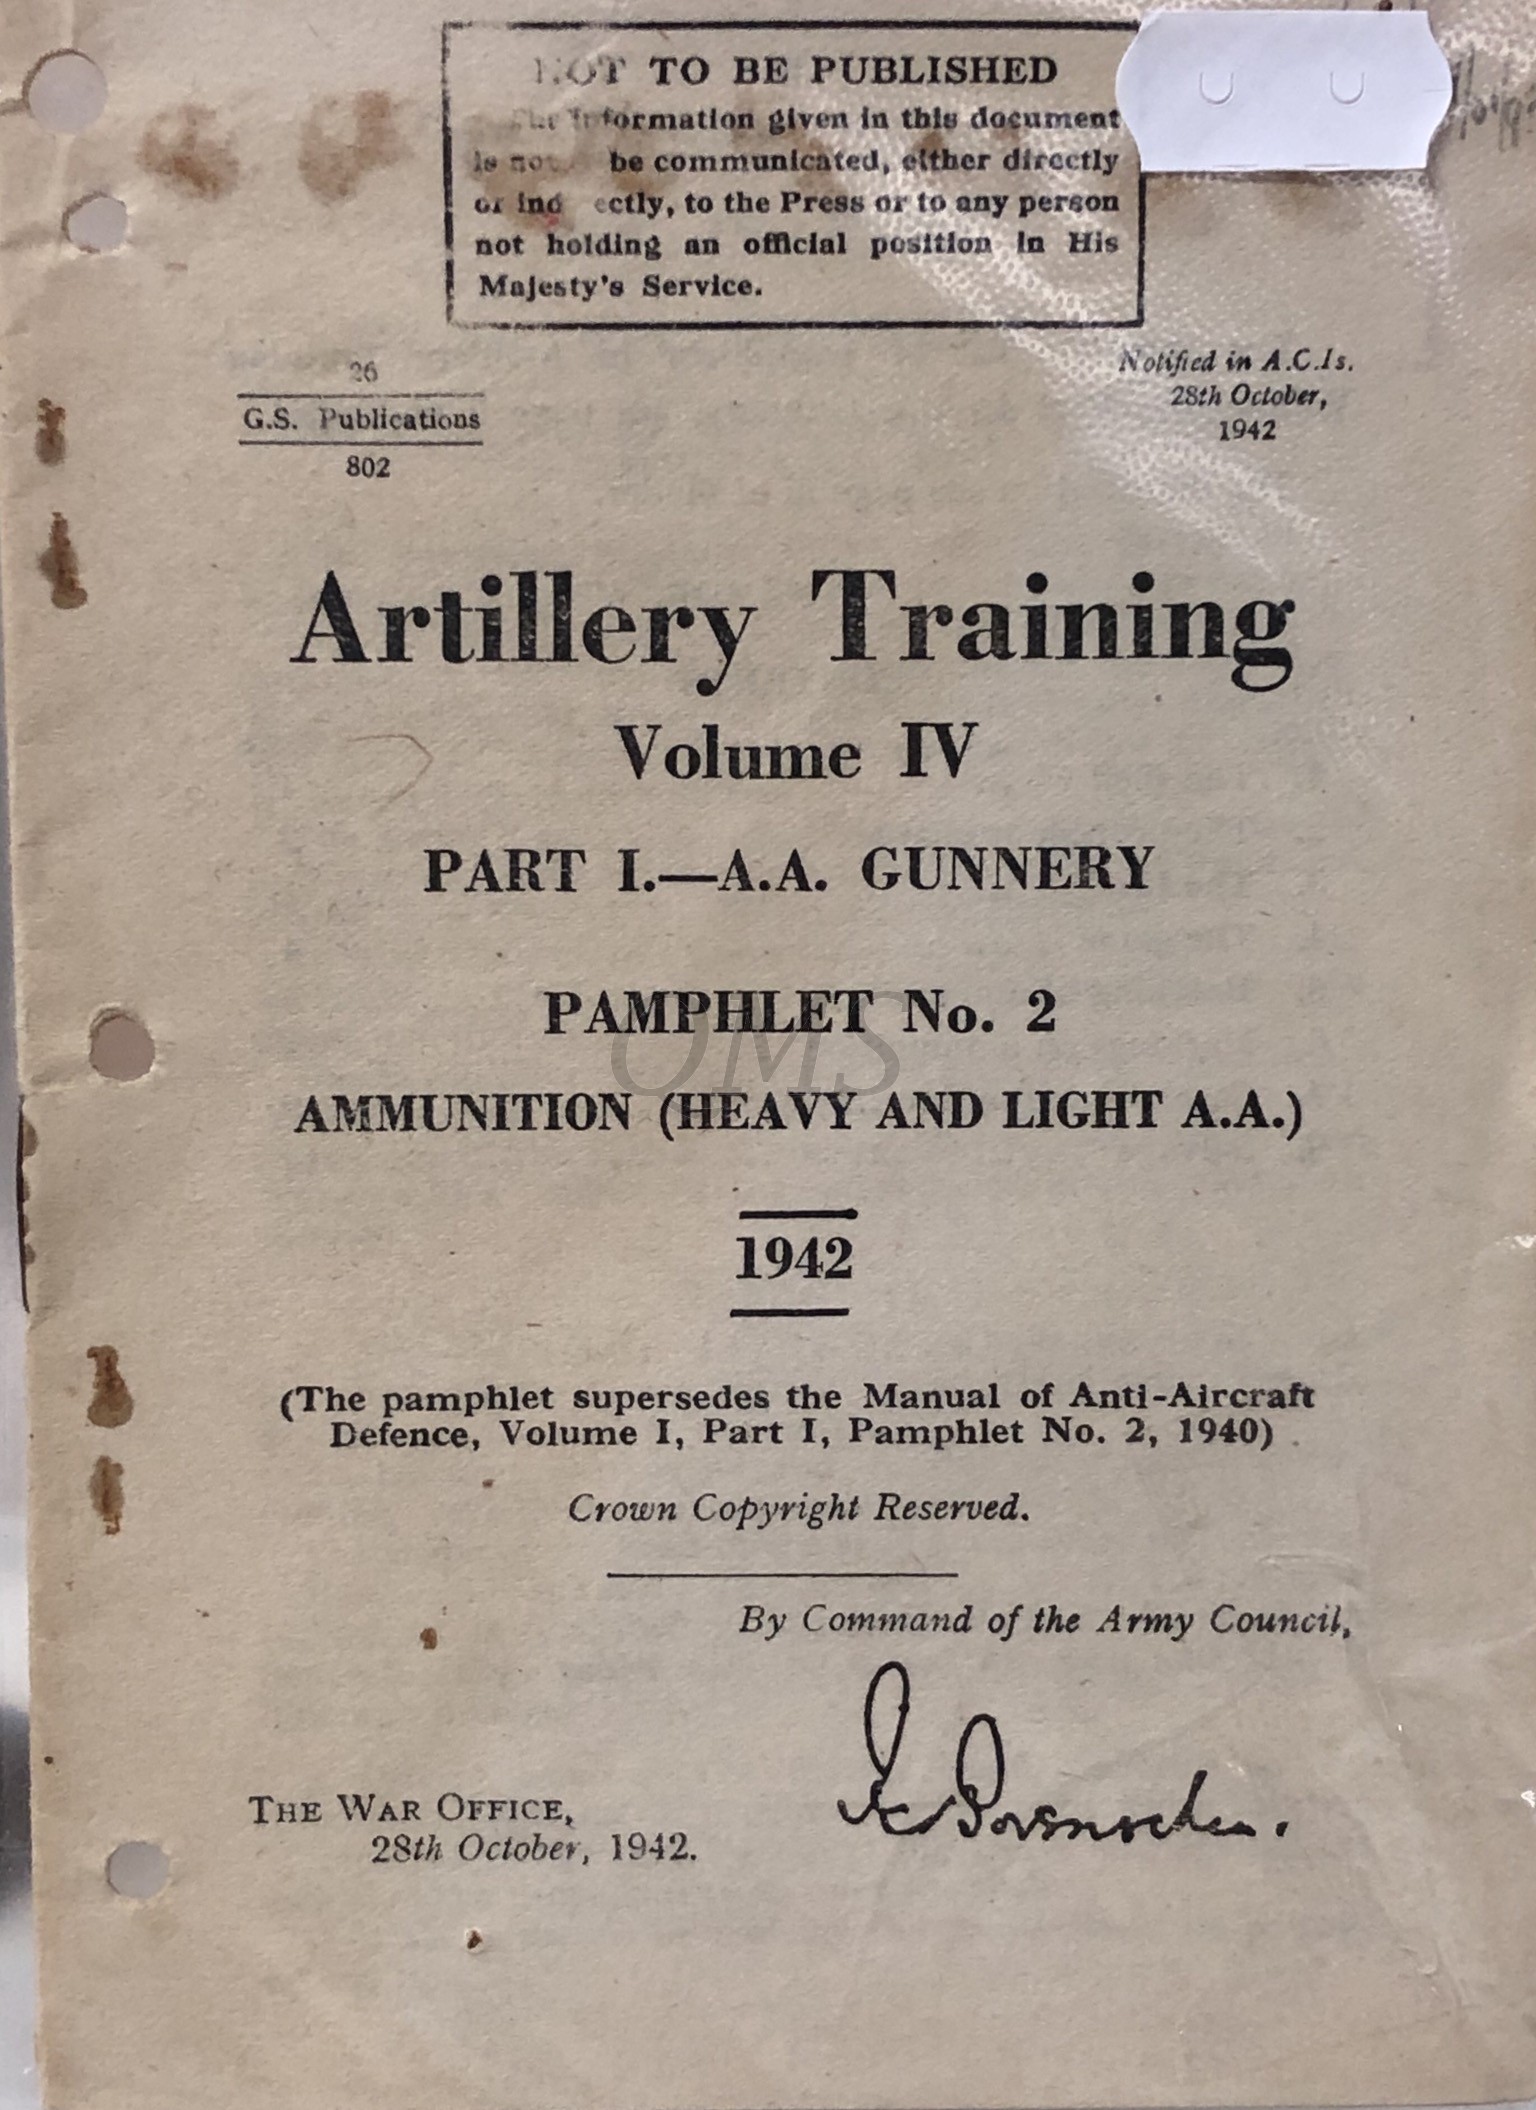 NOT TO BE PUBLISHED
The information given in this document
is not be communicated, either directly
or ind ectly, to the Press or to any person
not holding an official position in His
Majesty's Service.
26
G.S. Publications
802
Notified in A.C.Is.
28th October,
1942
Artillery Training
Volume IV
PART I.—A.A. GUNNERY
PAMPHLET No. 2
OMS
AMMUNITION (HEAVY AND LIGHT A.A.)
1942
(The pamphlet supersedes the Manual of Anti-Aircraft
Defence, Volume I, Part I, Pamphlet No. 2, 1940)
Crown Copyright Reserved.
By Command of the Army Council,
THE WAR OFFICE,
28th October, 1942.